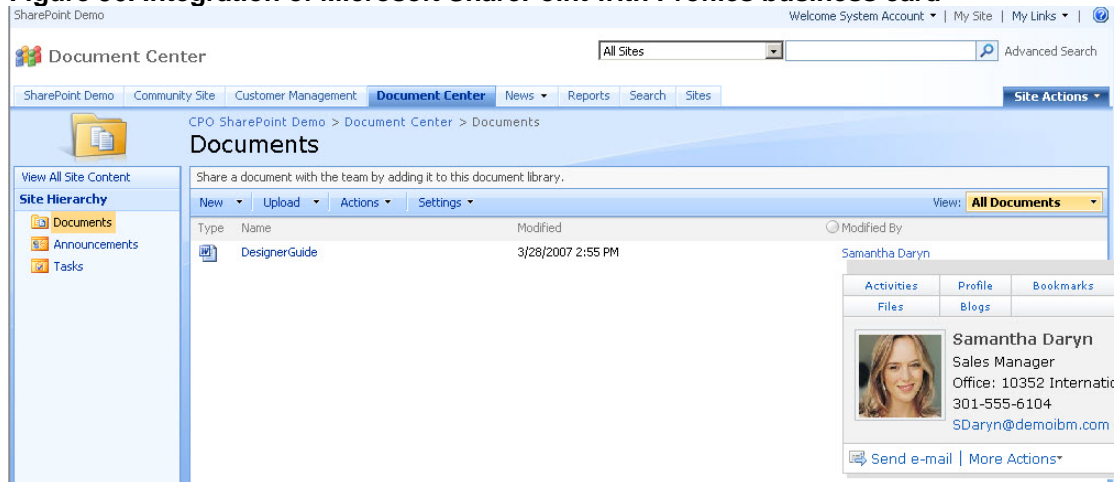 SharePoint Demo
Welcome System Account | My Site | My Links |
Document Center
All Sites
Advanced Search
SharePoint Demo Community Site Customer Management Document Center News Reports Search Sites
Site Actions
CPO SharePoint Demo > Document Center > Documents
Documents
View All Site Content
Share a document with the team by adding it to this document library.
Site Hierarchy
New Upload Actions Settings
View: All Documents
Documents
Announcements
Tasks
Type Name Modified Modified By
DesignerGuide 3/28/2007 2:55 PM Samantha Daryn
Activities Profile Bookmarks
Files Blogs
Samantha Daryn
Sales Manager
Office: 10352 Internatio
301-555-6104
SDaryn@demoibm.com
Send e-mail | More Actions